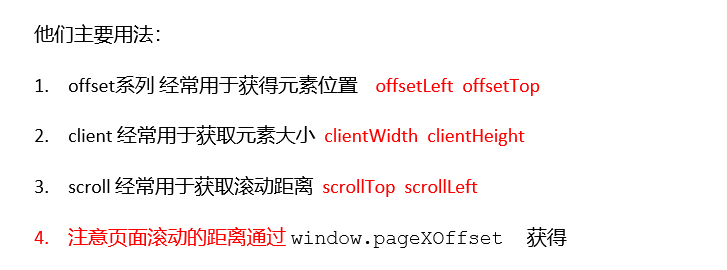 他们主要用法：
1. offset系列 经常用于获得元素位置 offsetLeft offsetTop
2. client 经常用于获取元素大小 clientWidth clientHeight
3. scroll 经常用于获取滚动距离 scrollTop scrollLeft
4. 注意页面滚动的距离通过 window.pageXOffset 获得